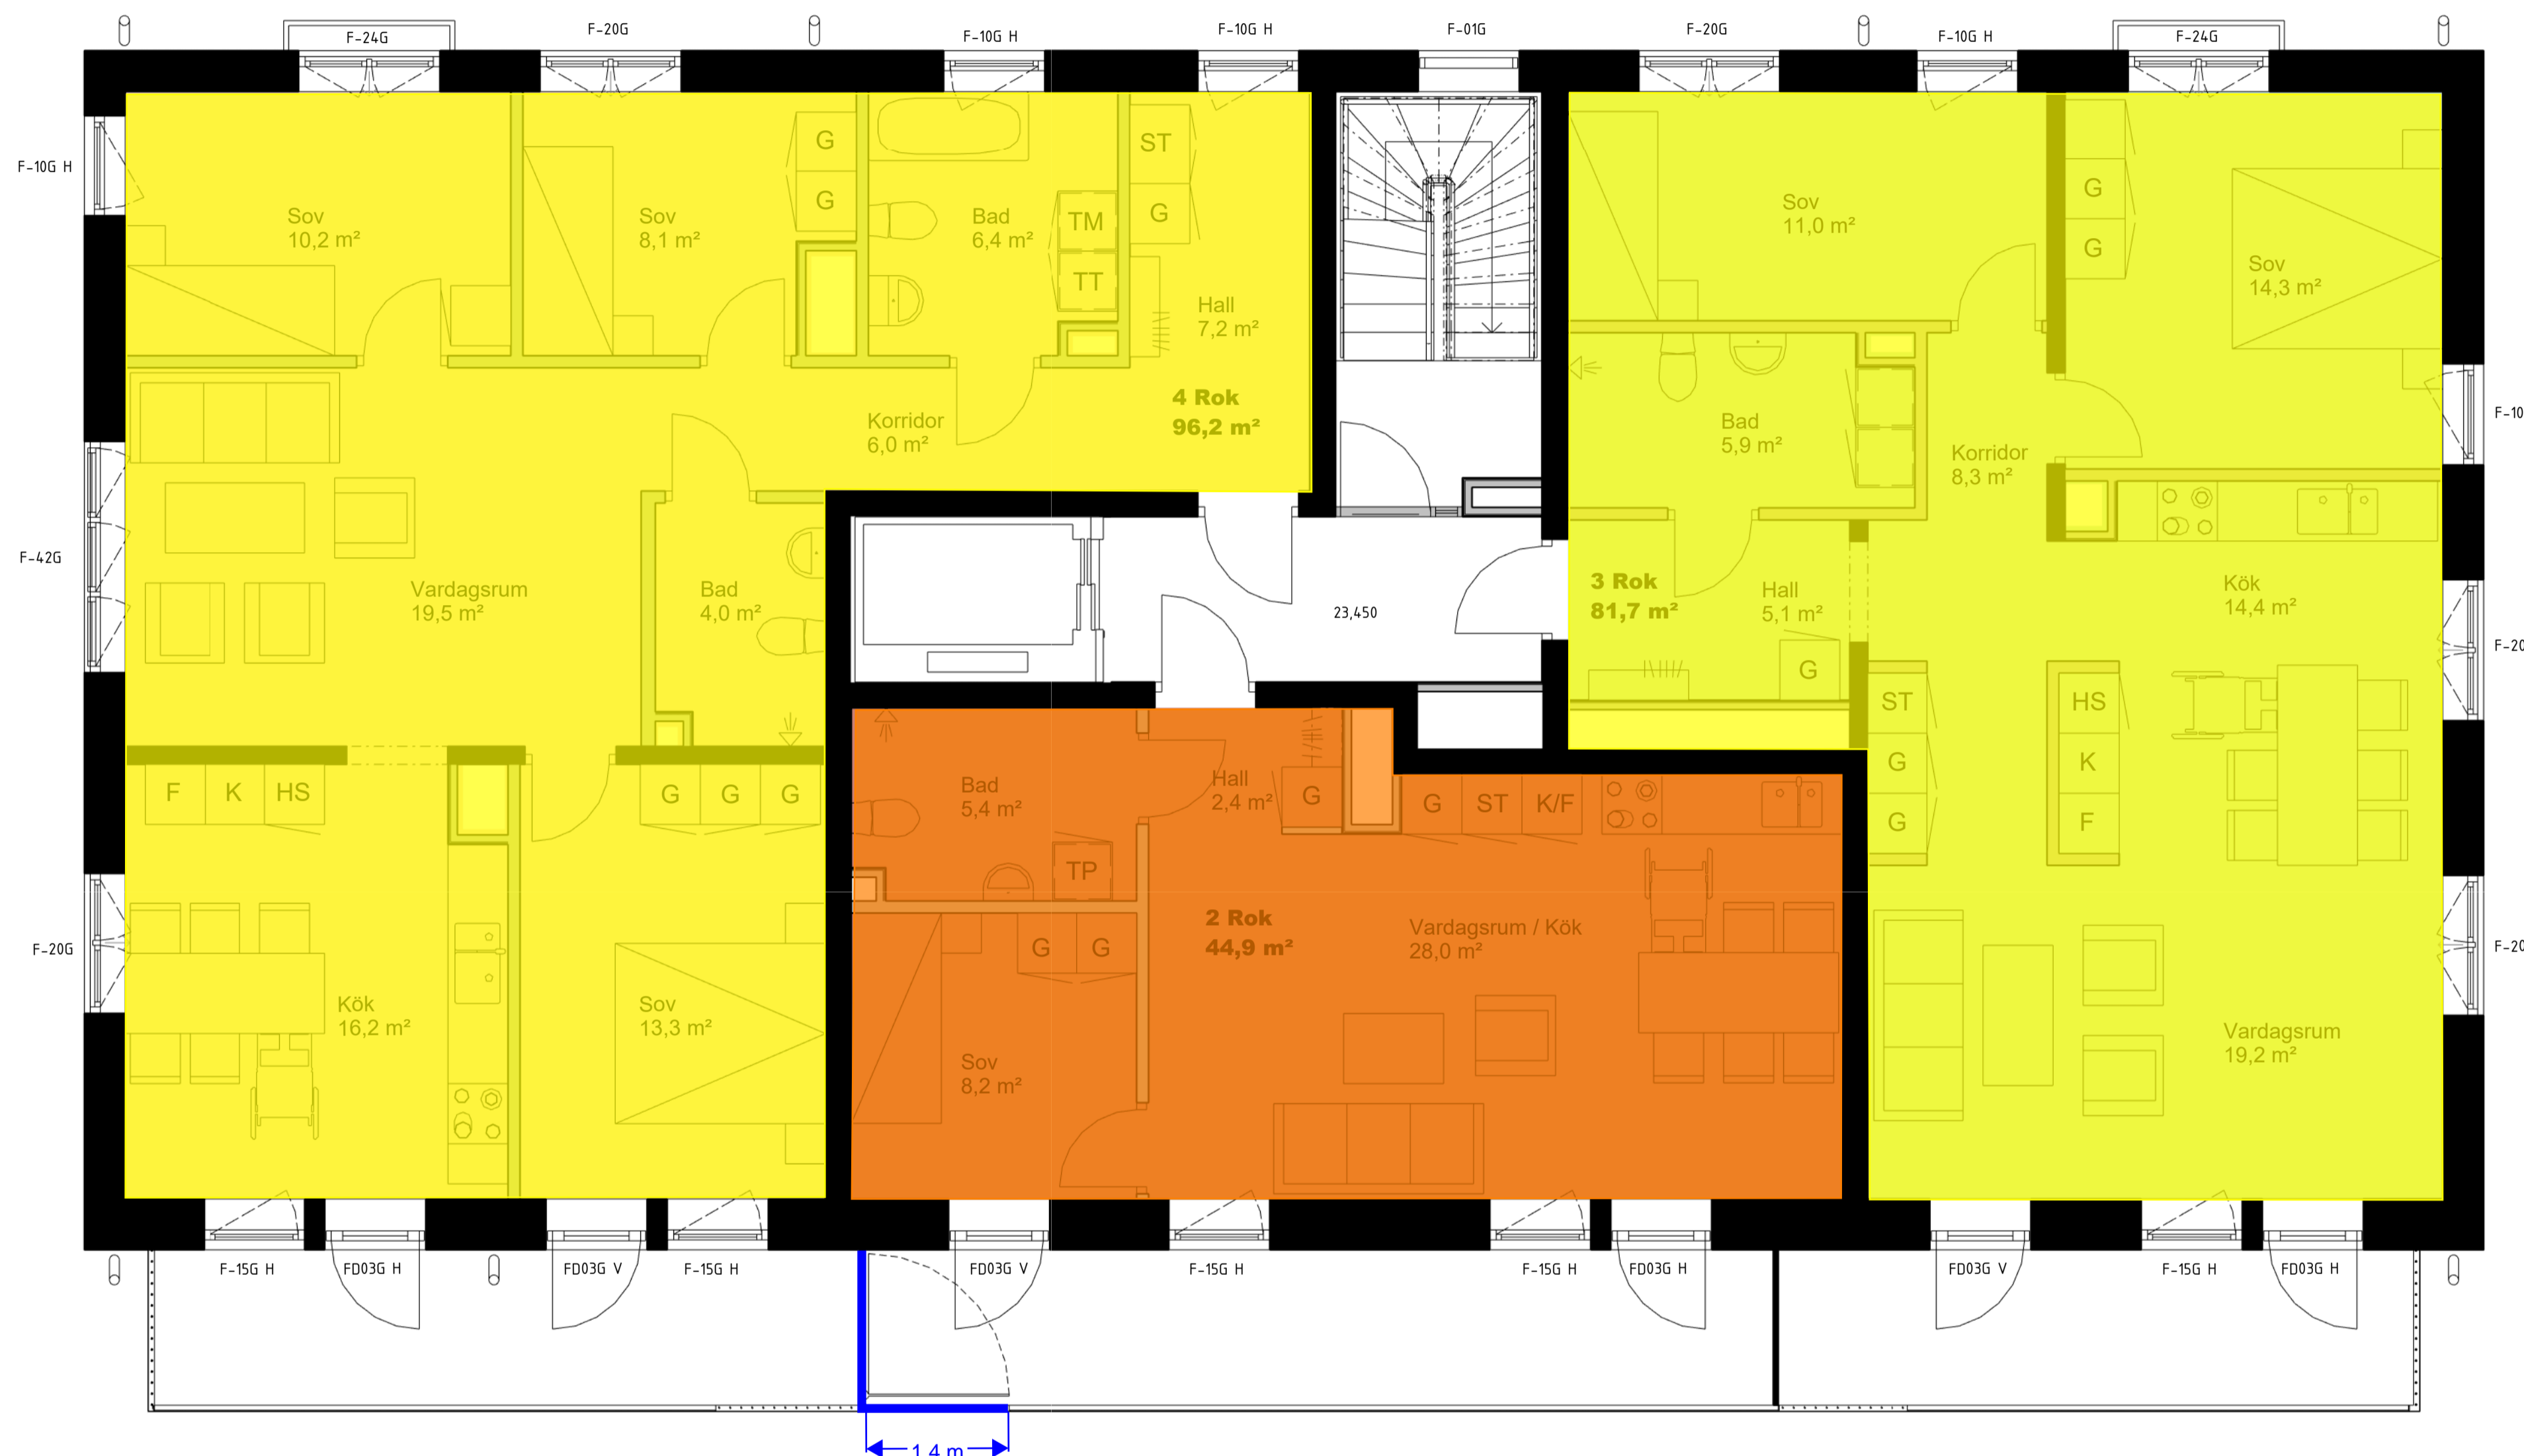 F-24G
F-20G
F-10G H
F-10G H
F-01G
F-20G
F-10G H
F-24G
F-10G H
Sov
10,2 m²
Sov
8,1 m²
G
G
Bad
6,4 m²
TM
TT
ST
G
Hall
7,2 m²
Sov
11,0 m²
G
G
Sov
14,3 m²
4 Rok
96,2 m²
Korridor
6,0 m²
Bad
5,9 m²
Korridor
8,3 m²
F-10
F-42G
Vardagsrum
19,5 m²
Bad
4,0 m²
23,450
3 Rok
81,7 m²
Hall
5,1 m²
G
Kök
14,4 m²
F-20
ST
G
G
HS
K
F
F
K
HS
G
G
G
Bad
5,4 m²
Hall
2,4 m²
G
G
ST
K/F
TP
F-20G
2 Rok
44,9 m²
Vardagsrum / Kök
28,0 m²
G
G
F-20
Kök
16,2 m²
Sov
13,3 m²
Sov
8,2 m²
Vardagsrum
19,2 m²
F-15G H
FD03G H
FD03G V
F-15G H
FD03G V
F-15G H
F-15G H
FD03G H
FD03G V
F-15G H
FD03G H
1,4 m